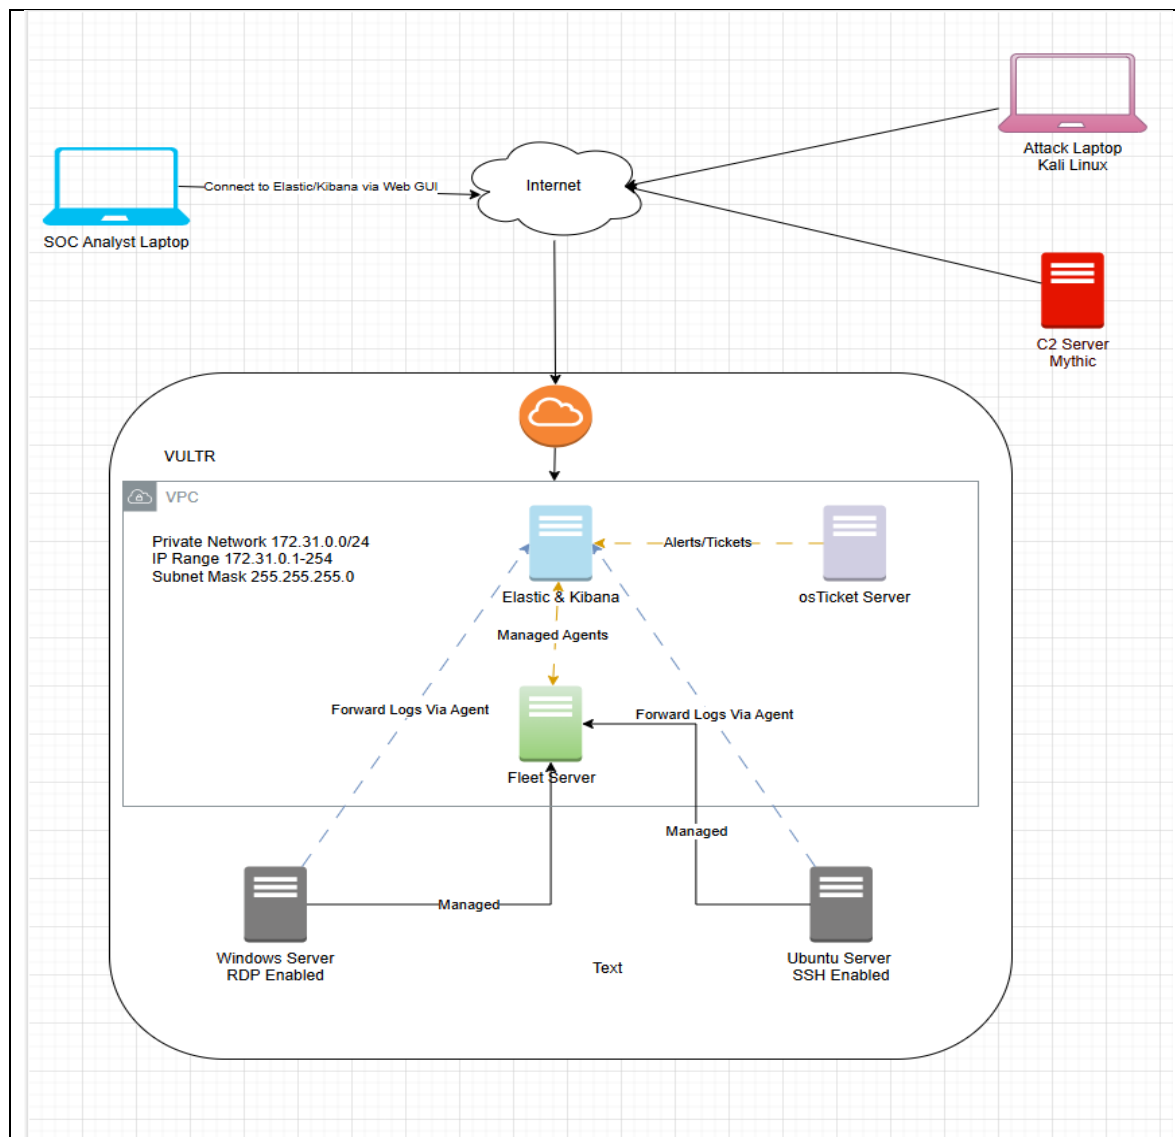 Attack Laptop
Kali Linux
Internet
Connect to Elastic/Kibana via Web GUI
SOC Analyst Laptop
C2 Server
Mythic
VULTR
VPC
Private Network 172.31.0.0/24
IP Range 172.31.0.1-254
Subnet Mask 255.255.255.0
Alerts/Tickets
Elastic & Kibana
osTicket Server
Managed Agents
Forward Logs Via Agent
Forward Logs Via Agent
Fleet Server
Managed
Managed
Windows Server
RDP Enabled
Ubuntu Server
SSH Enabled
Text